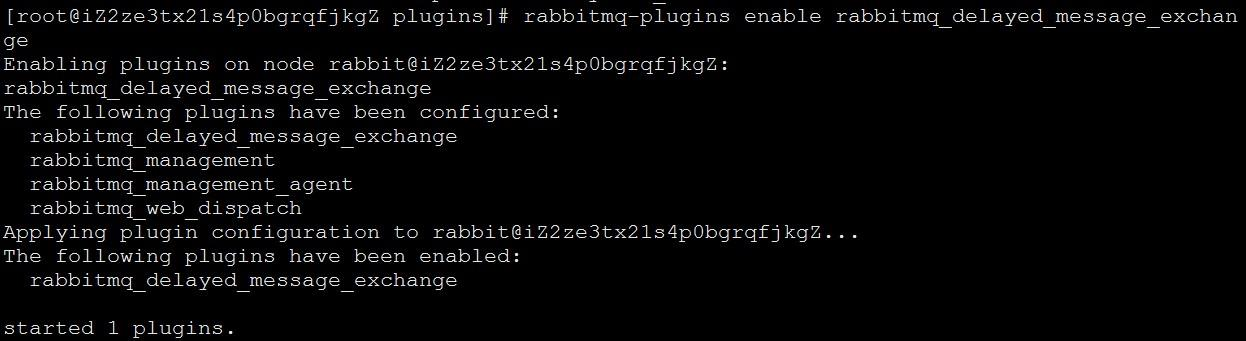 [root@iZ2ze3tx21s4p0bgrqfjkgZ plugins]# rabbitmq-plugins enable rabbitmq_delayed_message_exchan
ge
Enabling plugins on node rabbit@iZ2ze3tx21s4p0bgrqfjkgZ:
rabbitmq_delayed_message_exchange
The following plugins have been configured:
  rabbitmq_delayed_message_exchange
  rabbitmq_management
  rabbitmq_management_agent
  rabbitmq_web_dispatch
Applying plugin configuration to rabbit@iZ2ze3tx21s4p0bgrqfjkgZ...
The following plugins have been enabled:
  rabbitmq_delayed_message_exchange

started 1 plugins.